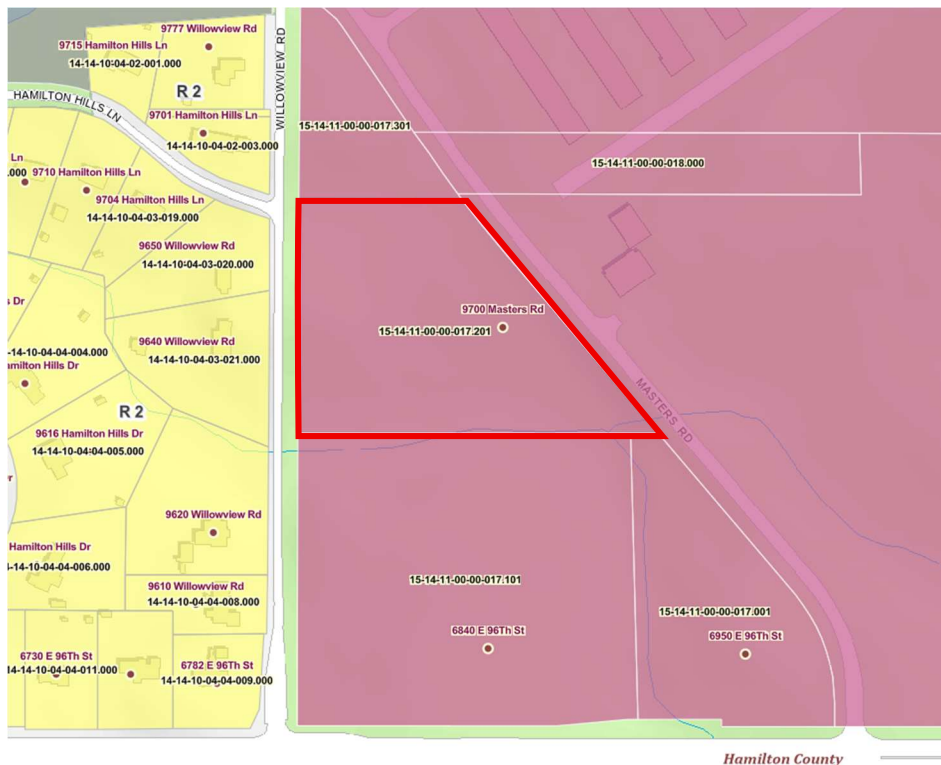 9777 Willowview Rd
9715 Hamilton Hills Ln
14-14-10-04-02-001.000
R 2
HAMILTON HILLS LN
WILLOWVIEW RD
9701 Hamilton Hills Ln
14-14-10-04-02-003.000
15-14-11-00-00-017.301
Ln
.000
9710 Hamilton Hills Ln
15-14-11-00-00-018.000
9704 Hamilton Hills Ln
14-14-10-04-03-019.000
9650 Willowview Rd
14-14-10-04-03-020.000
s Dr
9700 Masters Rd
15-14-11-00-00-017.201
9640 Willowview Rd
14-14-10-04-03-021.000
-14-10-04-04-004.000
amilton Hills Dr
MASTERS RD
R 2
9616 Hamilton Hills Dr
14-14-10-04-04-005.000
9620 Willowview Rd
Hamilton Hills Dr
14-14-10-04-04-006.000
9610 Willowview Rd
14-14-10-04-04-008.000
15-14-11-00-00-017.101
15-14-11-00-00-017.001
6840 E 96Th St
6950 E 96Th St
6730 E 96Th St
14-14-10-04-04-011.000
6782 E 96Th St
14-14-10-04-04-009.000
Hamilton County